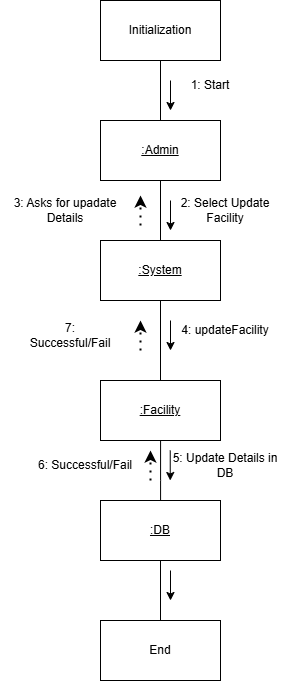 Initialization
1: Start
:Admin
3: Asks for upadate
Details
2: Select Update
Facility
:System
7:
Successful/Fail
4: updateFacility
:Facility
6: Successful/Fail
5: Update Details in
DB
:DB
End